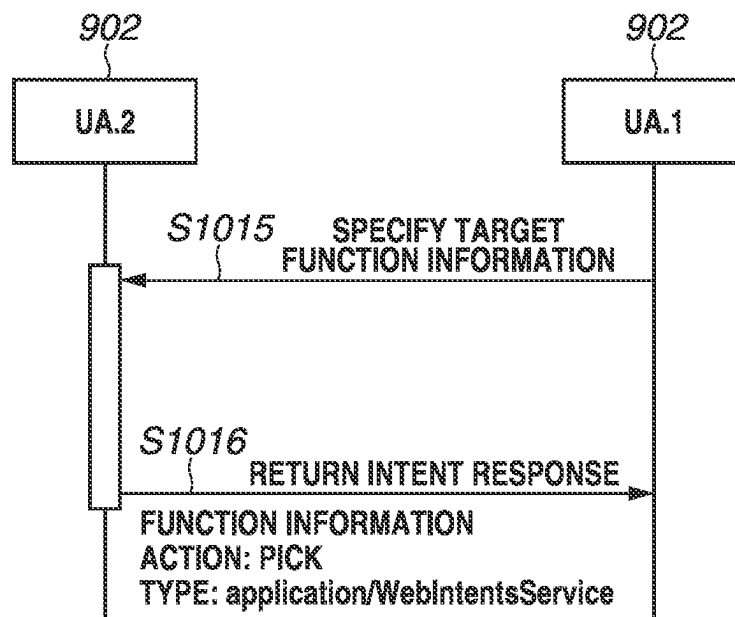 902
902
UA.2
UA.1
S1015
SPECIFY TARGET
FUNCTION INFORMATION
S1016
RETURN INTENT RESPONSE
FUNCTION INFORMATION
ACTION: PICK
TYPE: application/WebIntentsService